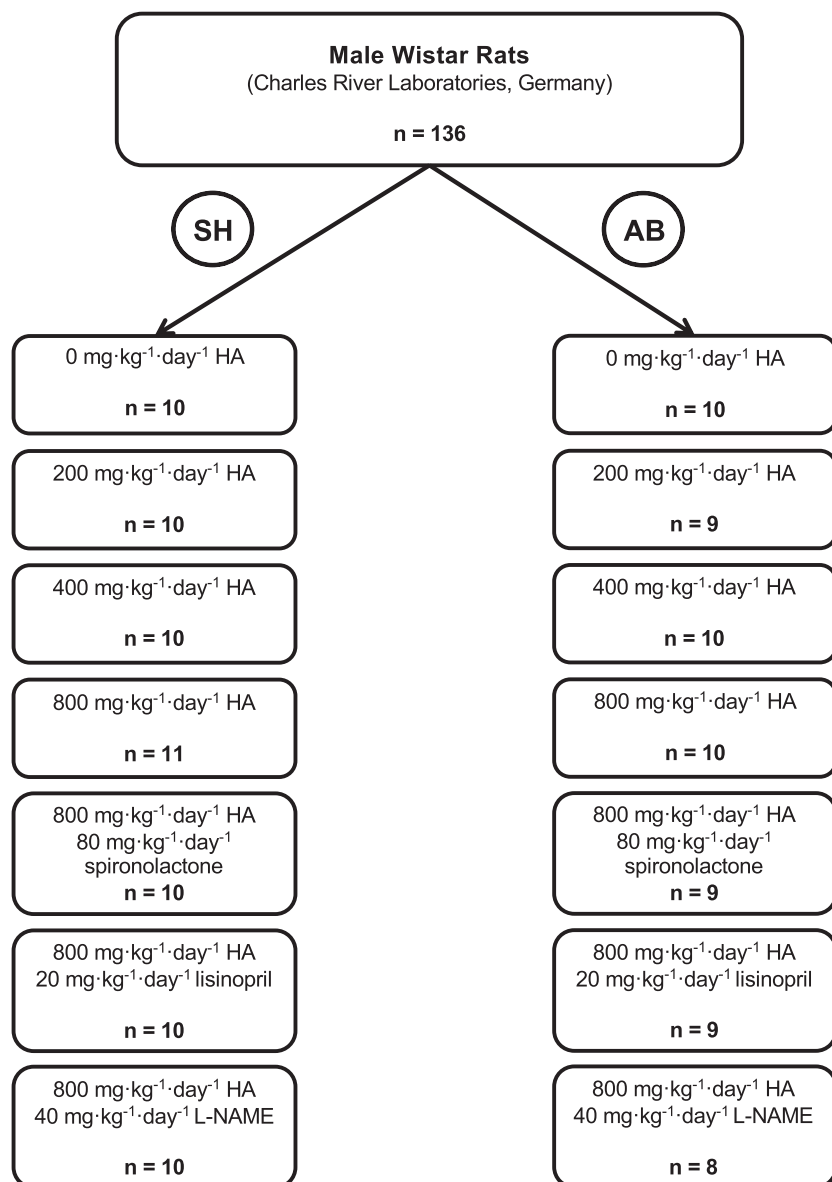 Male Wistar Rats
(Charles River Laboratories, Germany)
n = 136
SH
AB
0 mg·kg⁻¹·day⁻¹ HA
n = 10
200 mg·kg⁻¹·day⁻¹ HA
n = 10
400 mg·kg⁻¹·day⁻¹ HA
n = 10
800 mg·kg⁻¹·day⁻¹ HA
n = 11
800 mg·kg⁻¹·day⁻¹ HA
80 mg·kg⁻¹·day⁻¹
spironolactone
n = 10
800 mg·kg⁻¹·day⁻¹ HA
20 mg·kg⁻¹·day⁻¹ lisinopril
n = 10
800 mg·kg⁻¹·day⁻¹ HA
40 mg·kg⁻¹·day⁻¹ L-NAME
n = 10
0 mg·kg⁻¹·day⁻¹ HA
n = 10
200 mg·kg⁻¹·day⁻¹ HA
n = 9
400 mg·kg⁻¹·day⁻¹ HA
n = 10
800 mg·kg⁻¹·day⁻¹ HA
n = 10
800 mg·kg⁻¹·day⁻¹ HA
80 mg·kg⁻¹·day⁻¹
spironolactone
n = 9
800 mg·kg⁻¹·day⁻¹ HA
20 mg·kg⁻¹·day⁻¹ lisinopril
n = 9
800 mg·kg⁻¹·day⁻¹ HA
40 mg·kg⁻¹·day⁻¹ L-NAME
n = 8